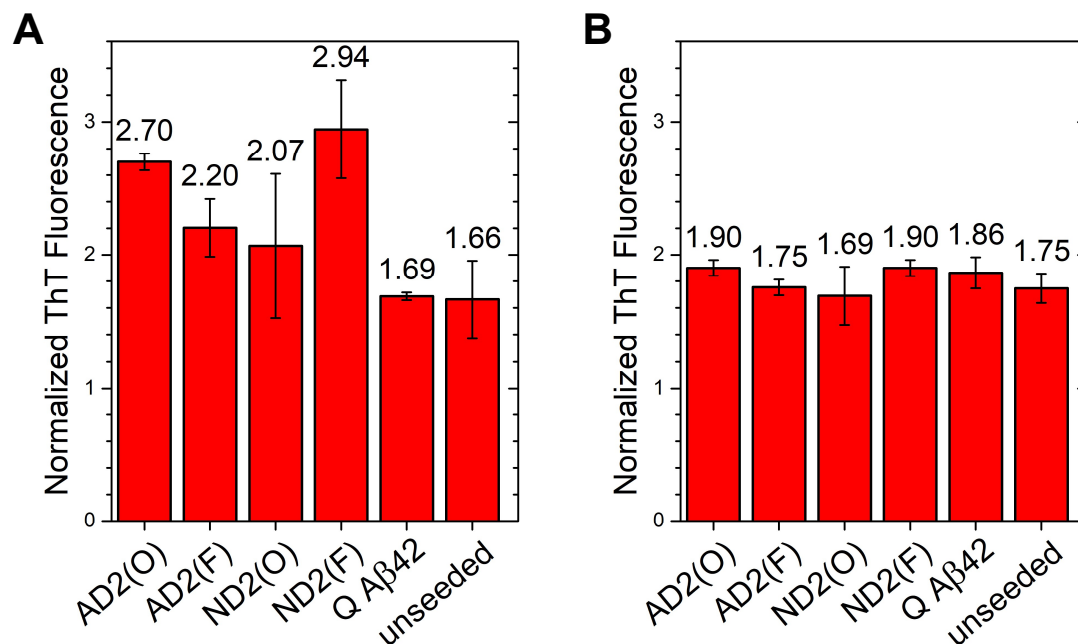 A
Normalized ThT Fluorescence
3
2
1
0
2.70
2.20
2.07
2.94
1.69
1.66
AD2(O)
AD2(F)
ND2(O)
ND2(F)
Q Aβ42
unseeded
B
Normalized ThT Fluorescence
3
2
1
0
1.90
1.75
1.69
1.90
1.86
1.75
AD2(O)
AD2(F)
ND2(O)
ND2(F)
Q Aβ42
unseeded